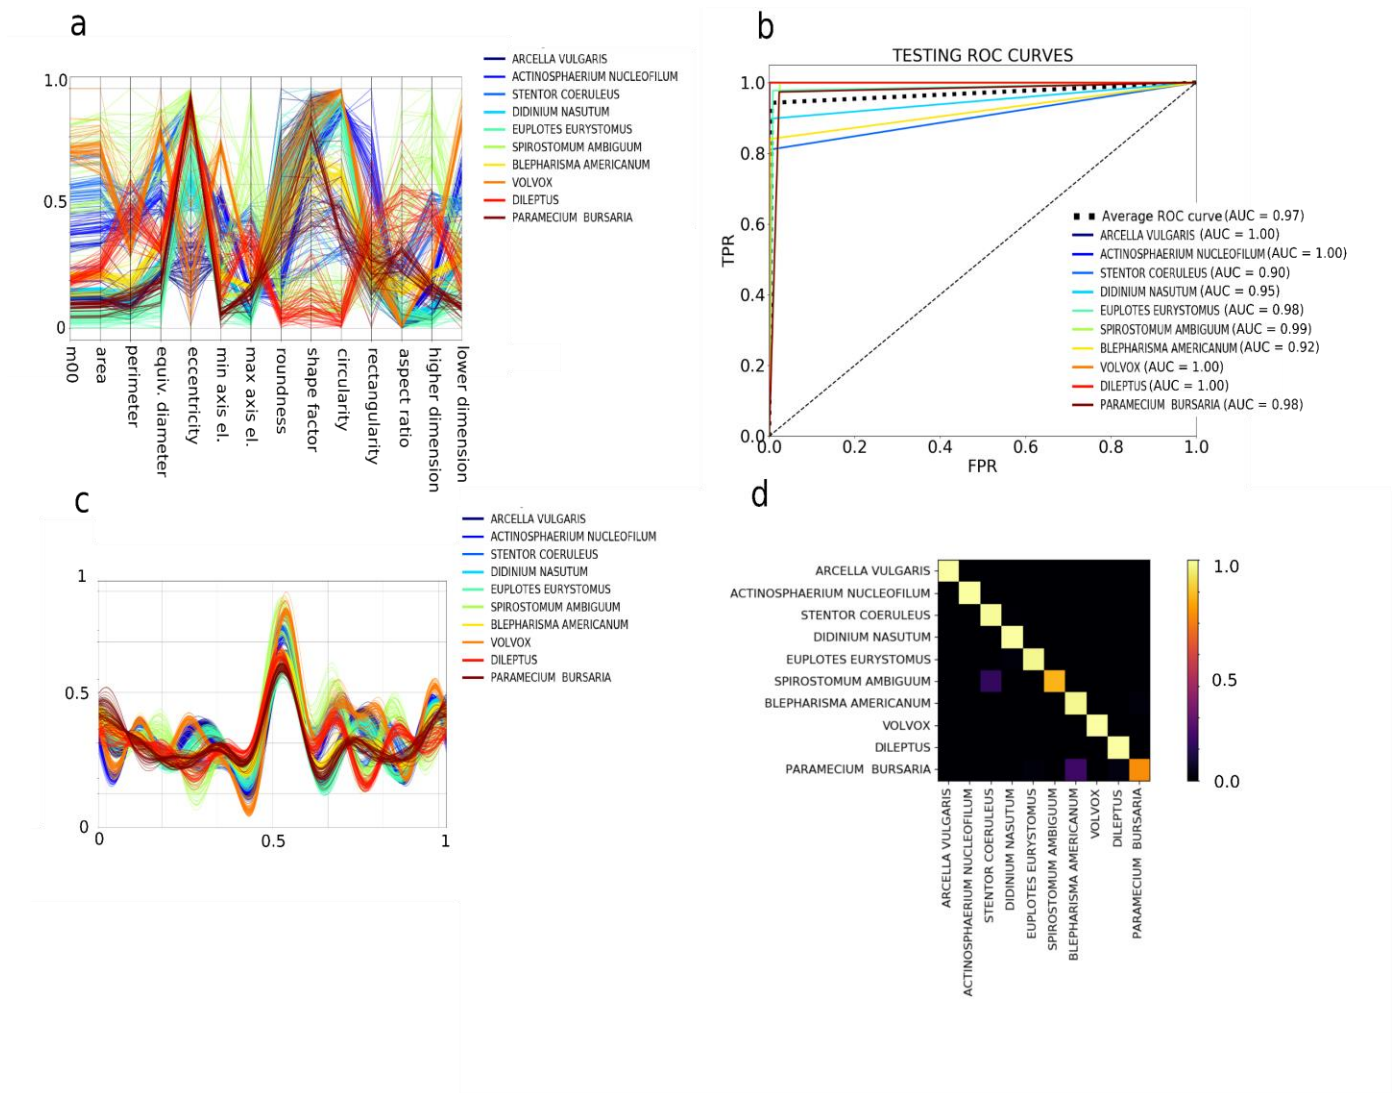 a
1.0
0.5
0
m00
area
perimeter
equiv. diameter
eccentricity
min axis el.
max axis el.
roundness
shape factor
circularity
rectangularity
aspect ratio
higher dimension
lower dimension
ARCELLA VULGARIS
ACTINOSPHAERIUM NUCLEOFILUM
STENTOR COERULEUS
DIDINIUM NASUTUM
EUPLOTES EURYSTOMUS
SPIROSTOMUM AMBIGUUM
BLEPHARISMA AMERICANUM
VOLVOX
DILEPTUS
PARAMECIUM BURSARIA
b
TESTING ROC CURVES
1.0
0.8
0.6
0.4
0.2
0.0
TPR
0.0 0.2 0.4 0.6 0.8 1.0
FPR
Average ROC curve (AUC = 0.97)
ARCELLA VULGARIS (AUC = 1.00)
ACTINOSPHAERIUM NUCLEOFILUM (AUC = 1.00)
STENTOR COERULEUS (AUC = 0.90)
DIDINIUM NASUTUM (AUC = 0.95)
EUPLOTES EURYSTOMUS (AUC = 0.98)
SPIROSTOMUM AMBIGUUM (AUC = 0.99)
BLEPHARISMA AMERICANUM (AUC = 0.92)
VOLVOX (AUC = 1.00)
DILEPTUS (AUC = 1.00)
PARAMECIUM BURSARIA (AUC = 0.98)
c
1
0.5
0
0 0.5 1
ARCELLA VULGARIS
ACTINOSPHAERIUM NUCLEOFILUM
STENTOR COERULEUS
DIDINIUM NASUTUM
EUPLOTES EURYSTOMUS
SPIROSTOMUM AMBIGUUM
BLEPHARISMA AMERICANUM
VOLVOX
DILEPTUS
PARAMECIUM BURSARIA
d
ARCELLA VULGARIS
ACTINOSPHAERIUM NUCLEOFILUM
STENTOR COERULEUS
DIDINIUM NASUTUM
EUPLOTES EURYSTOMUS
SPIROSTOMUM AMBIGUUM
BLEPHARISMA AMERICANUM
VOLVOX
DILEPTUS
PARAMECIUM BURSARIA
ARCELLA VULGARIS
ACTINOSPHAERIUM NUCLEOFILUM
STENTOR COERULEUS
DIDINIUM NASUTUM
EUPLOTES EURYSTOMUS
SPIROSTOMUM AMBIGUUM
BLEPHARISMA AMERICANUM
VOLVOX
DILEPTUS
PARAMECIUM BURSARIA
1.0
0.5
0.0